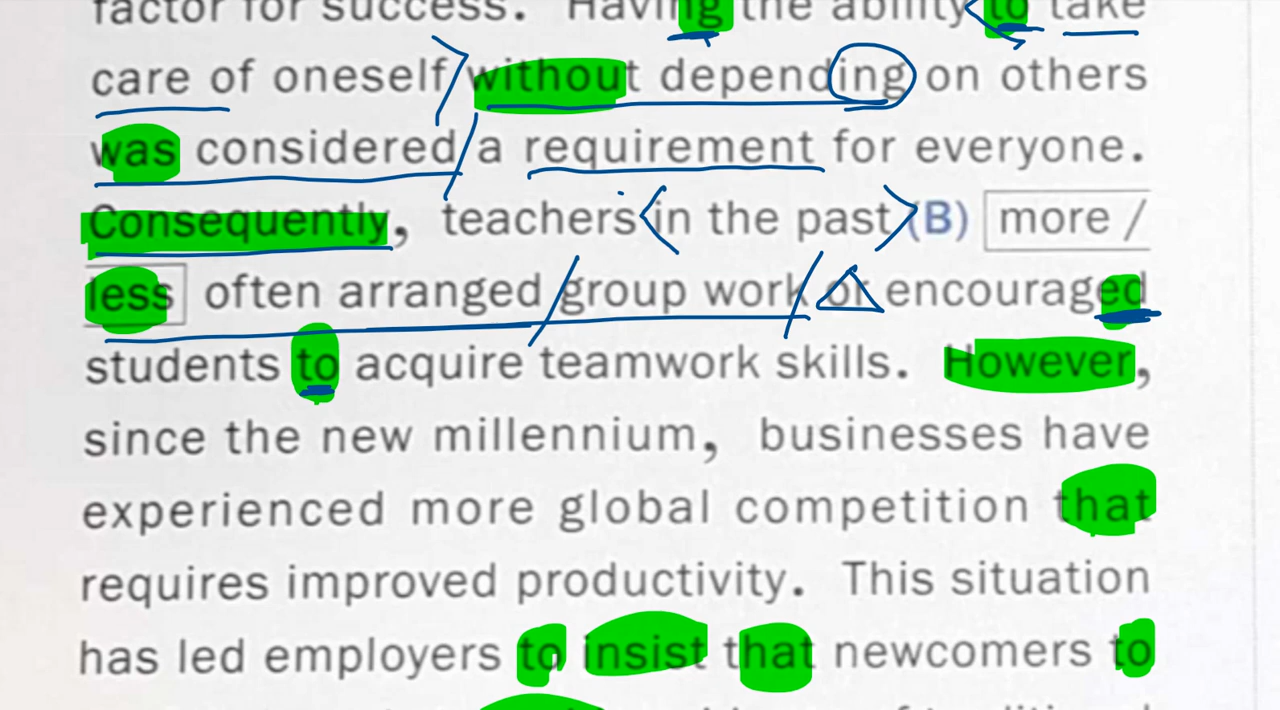 factor for success. Having the ability to take
care of oneself without depending on others
was considered a requirement for everyone.
Consequently, teachers in the past (B) more /
less often arranged group work or encouraged
students to acquire teamwork skills. However,
since the new millennium, businesses have
experienced more global competition that
requires improved productivity. This situation
has led employers to insist that newcomers to